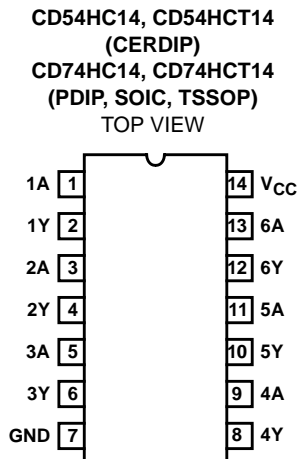 CD54HC14, CD54HCT14
(CERDIP)
CD74HC14, CD74HCT14
(PDIP, SOIC, TSSOP)
TOP VIEW
1A 1 14 VCC
1Y 2 13 6A
2A 3 12 6Y
2Y 4 11 5A
3A 5 10 5Y
3Y 6 9 4A
GND 7 8 4Y